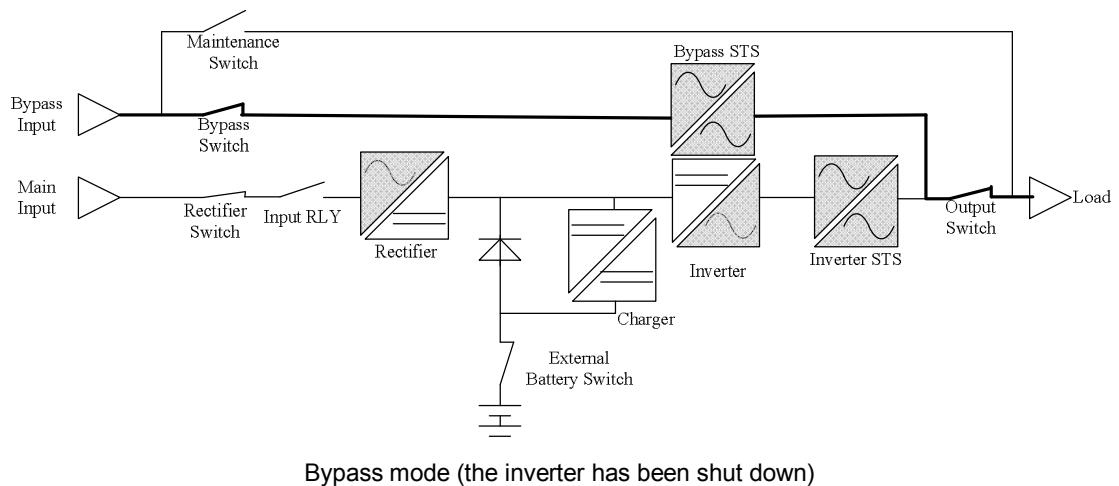 Maintenance
Switch
Bypass STS
Bypass
Input
Bypass
Switch
Main
Input
Rectifier
Switch
Input RLY
Rectifier
Inverter
Inverter STS
Output
Switch
Load
Charger
External
Battery Switch
Bypass mode (the inverter has been shut down)